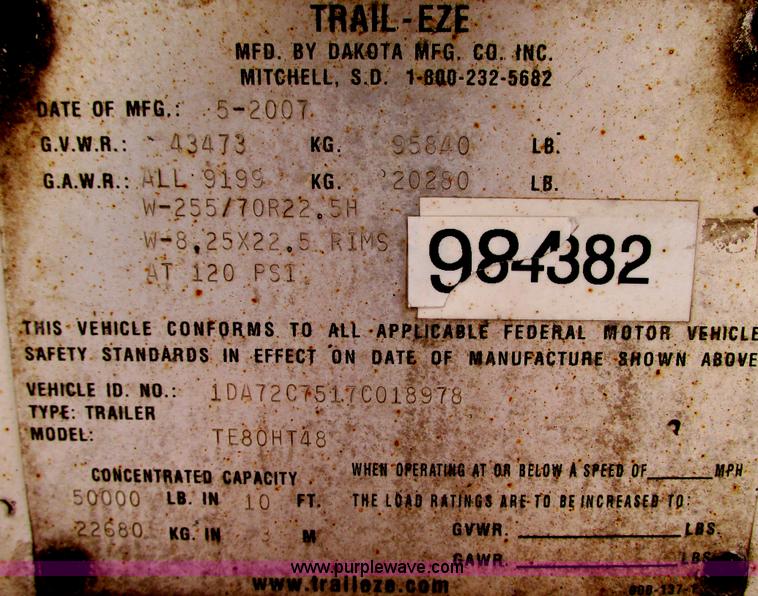 TRAIL-EZE
MFD. BY DAKOTA MFG. CO. INC.
MITCHELL, S.D. 1-800-232-5682
DATE OF MFG.: 5-2007
G.V.W.R.: 43473 KG. 95840 LB.
G.A.W.R.: ALL 9199 KG. 20280 LB.
W-255/70R22.5H
W-8.25X22.5 RIMS
AT 120 PSI
984382
THIS VEHICLE CONFORMS TO ALL APPLICABLE FEDERAL MOTOR VEHICLE
SAFETY STANDARDS IN EFFECT ON DATE OF MANUFACTURE SHOWN ABOVE
VEHICLE ID. NO.: 1DA72C7517C018978
TYPE: TRAILER
MODEL: TE80HT48
CONCENTRATED CAPACITY
50000 LB. IN 10 FT.
22680 KG. IN 3 M
WHEN OPERATING AT OR BELOW A SPEED OF ______ MPH
THE LOAD RATINGS ARE TO BE INCREASED TO:
GVWR. ______ LBS.
GAWR. ______ LBS.
www.purplewave.com
www.traileze.com